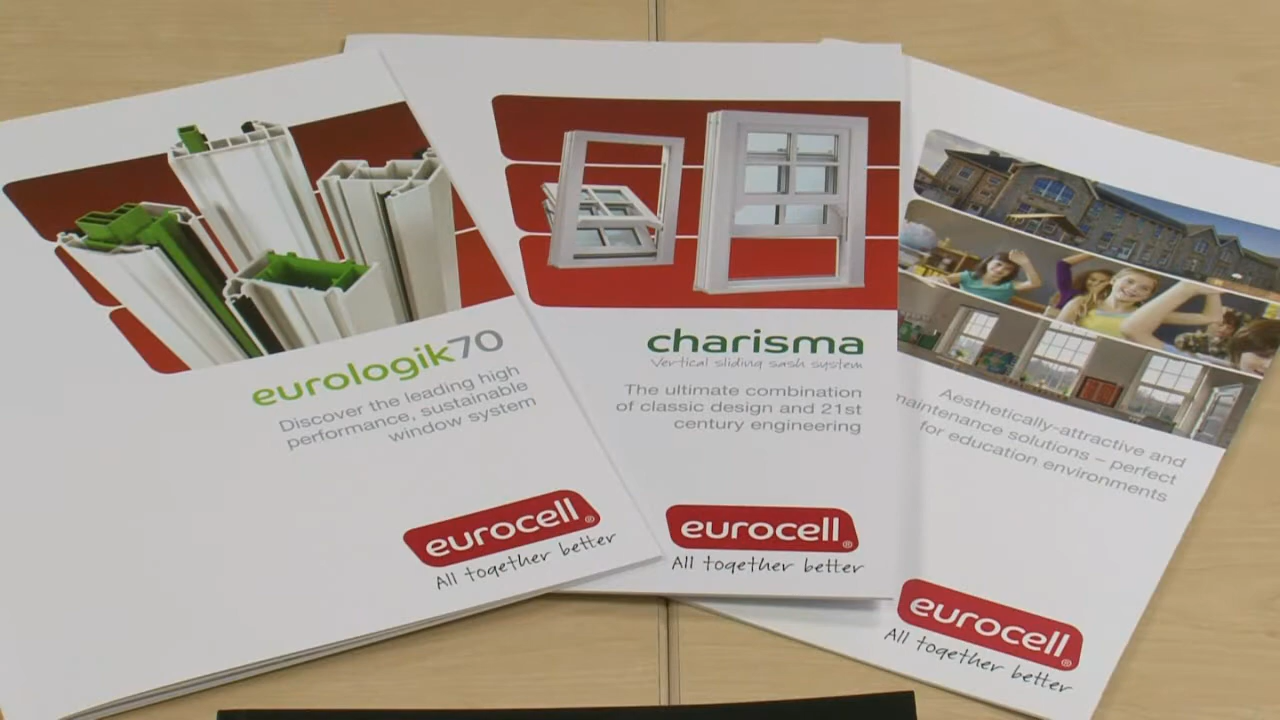 eurologik70
Discover the leading high
performance, sustainable
window system
eurocell®
All together better
charisma
Vertical sliding sash system
The ultimate combination
of classic design and 21st
century engineering
eurocell®
All together better
Aesthetically-attractive and
maintenance solutions – perfect
for education environments
eurocell®
All together better